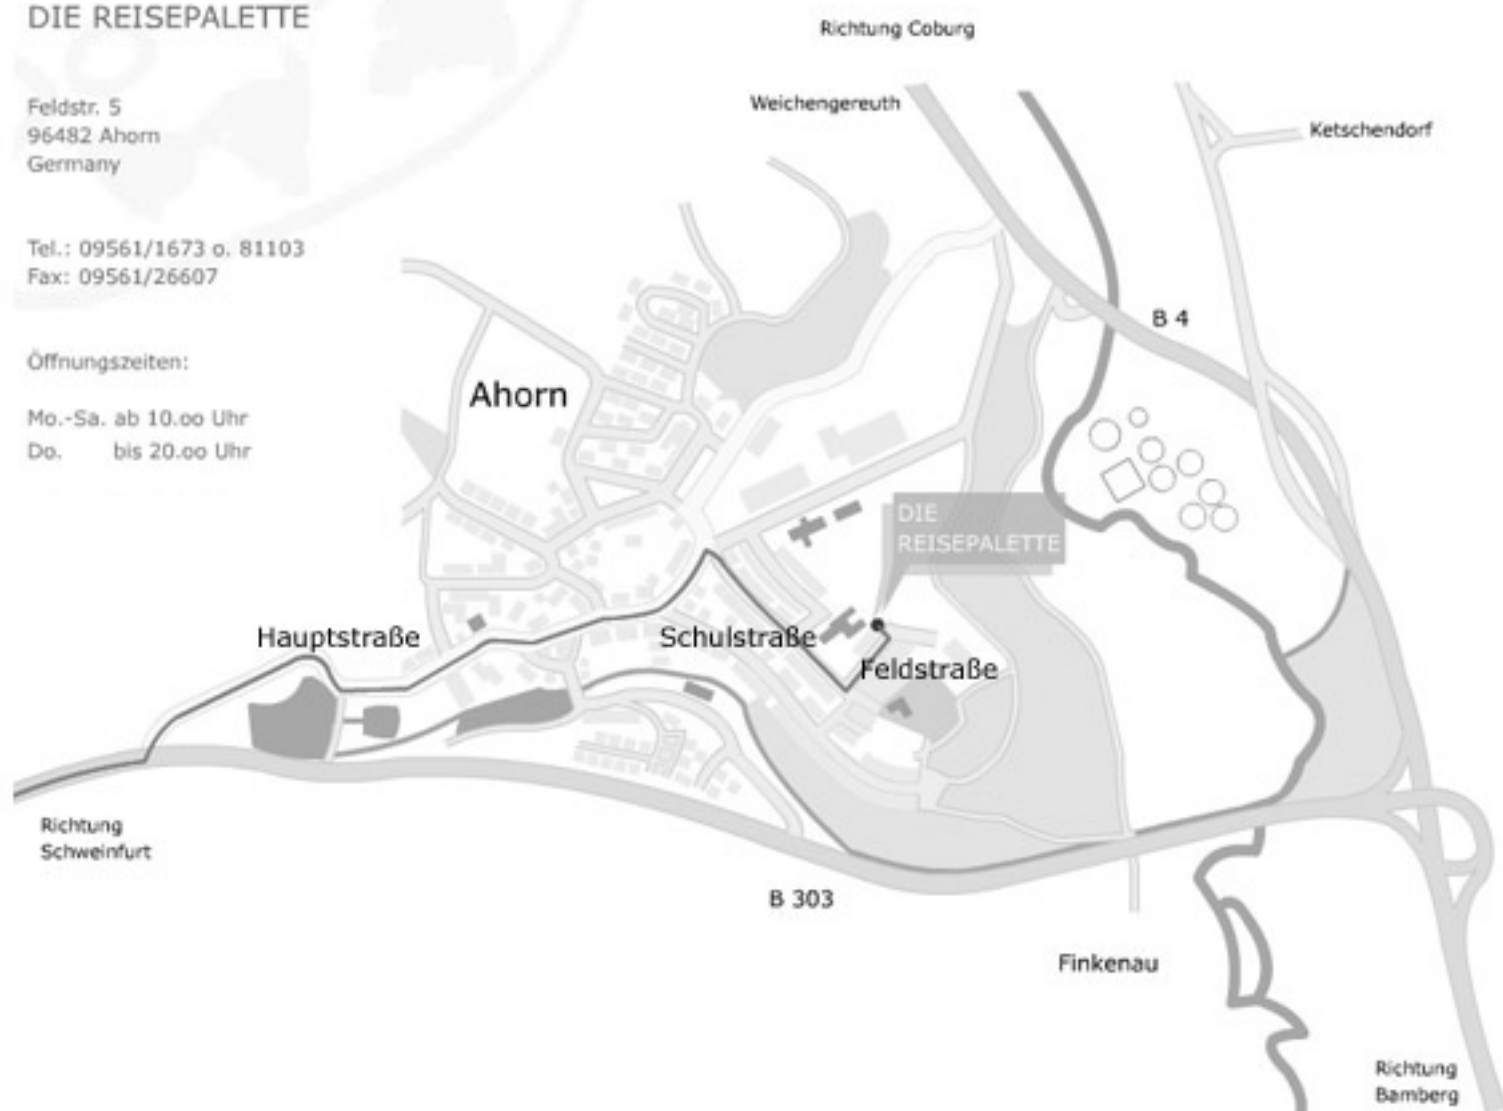 DIE REISEPALETTE
Feldstr. 5
96482 Ahorn
Germany
Tel.: 09561/1673 o. 81103
Fax: 09561/26607
Öffnungszeiten:
Mo.-Sa. ab 10.oo Uhr
Do. bis 20.oo Uhr
Richtung Coburg
Weichengereuth
Ketschendorf
B 4
Ahorn
DIE
REISEPALETTE
Hauptstraße
Schulstraße
Feldstraße
Richtung
Schweinfurt
B 303
Finkenau
Richtung
Bamberg